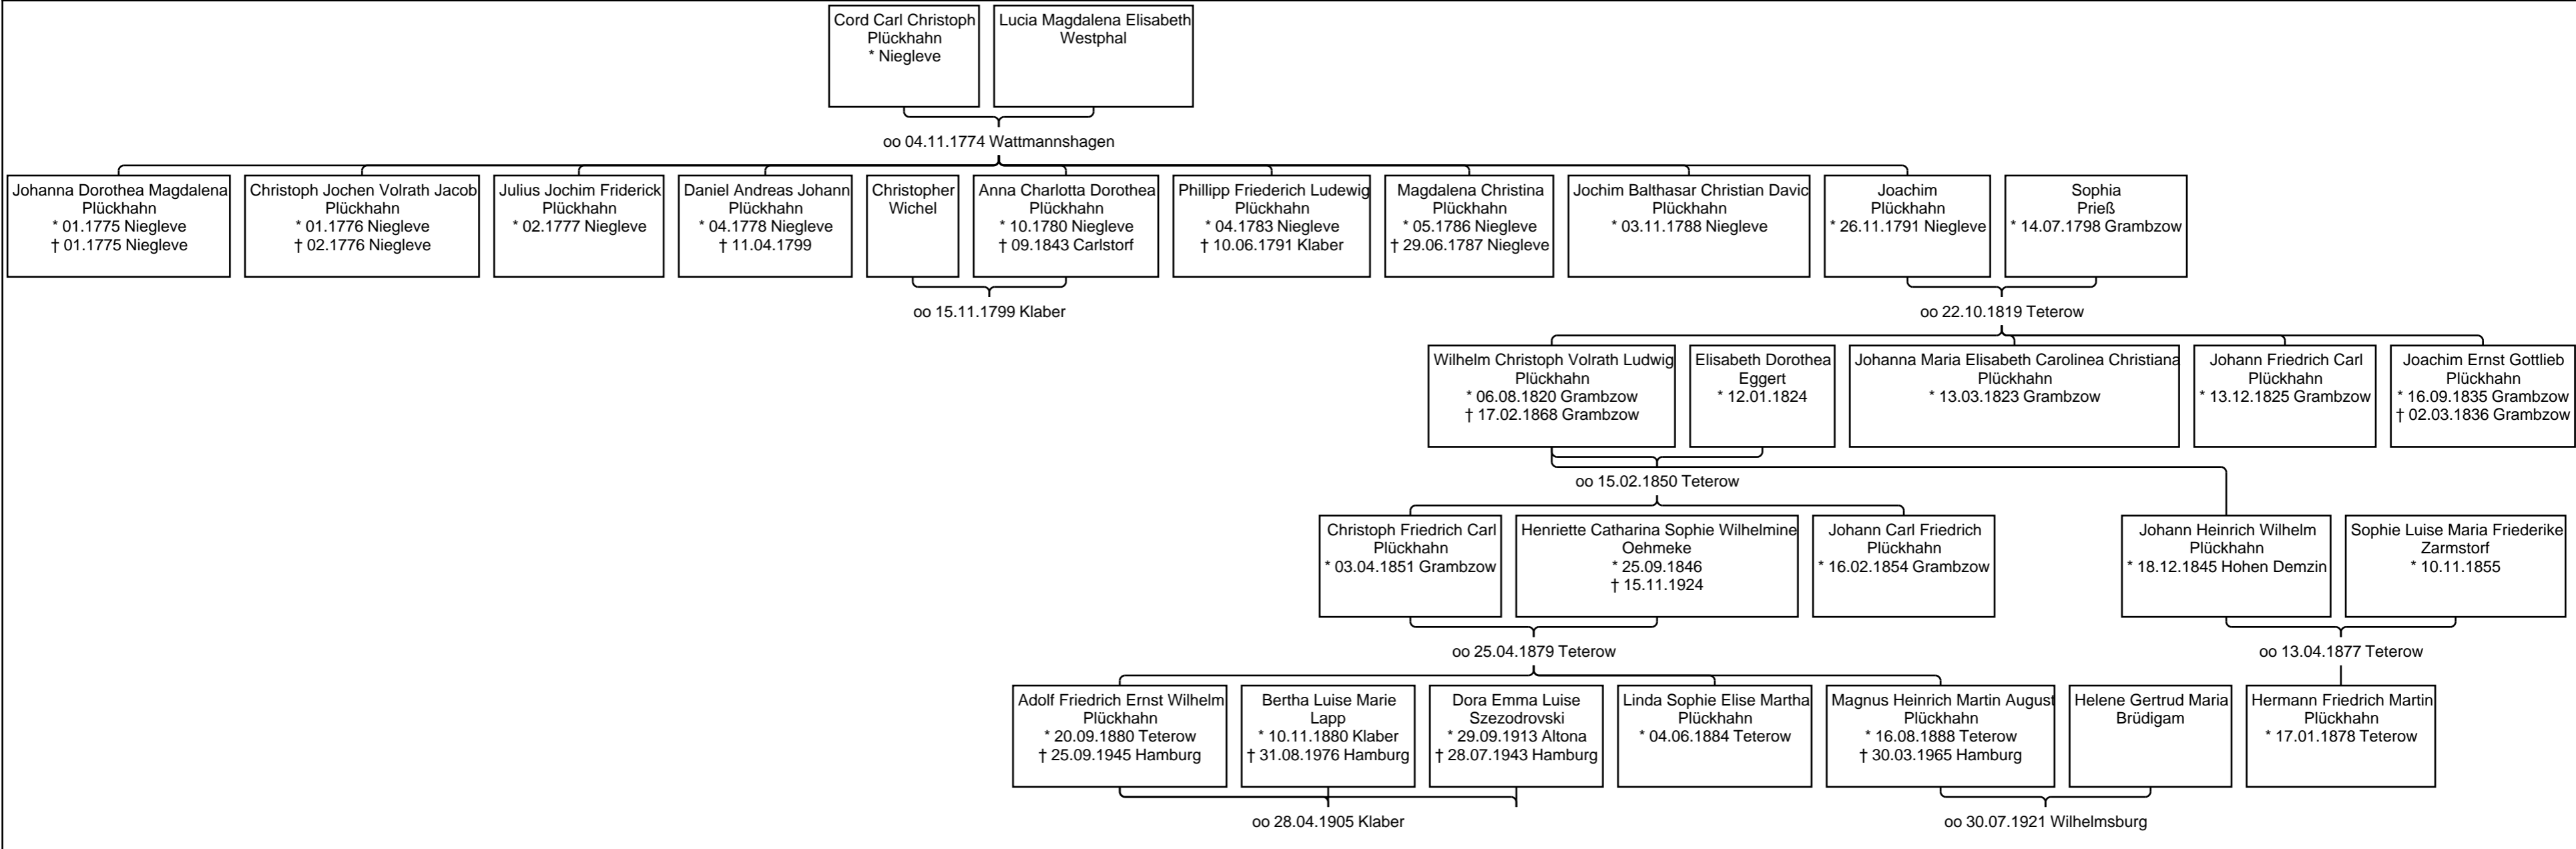 Cord Carl Christoph
Plückhahn
* Niegleve
Lucia Magdalena Elisabeth
Westphal
oo 04.11.1774 Wattmannshagen
Johanna Dorothea Magdalena
Plückhahn
* 01.1775 Niegleve
† 01.1775 Niegleve
Christoph Jochen Volrath Jacob
Plückhahn
* 01.1776 Niegleve
† 02.1776 Niegleve
Julius Jochim Friderick
Plückhahn
* 02.1777 Niegleve
Daniel Andreas Johann
Plückhahn
* 04.1778 Niegleve
† 11.04.1799
Christopher
Wichel
Anna Charlotta Dorothea
Plückhahn
* 10.1780 Niegleve
† 09.1843 Carlstorf
Phillipp Friederich Ludewig
Plückhahn
* 04.1783 Niegleve
† 10.06.1791 Klaber
Magdalena Christina
Plückhahn
* 05.1786 Niegleve
† 29.06.1787 Niegleve
Jochim Balthasar Christian Davic
Plückhahn
* 03.11.1788 Niegleve
Joachim
Plückhahn
* 26.11.1791 Niegleve
Sophia
Prieß
* 14.07.1798 Grambzow
oo 15.11.1799 Klaber
oo 22.10.1819 Teterow
Wilhelm Christoph Volrath Ludwig
Plückhahn
* 06.08.1820 Grambzow
† 17.02.1868 Grambzow
Elisabeth Dorothea
Eggert
* 12.01.1824
Johanna Maria Elisabeth Carolinea Christiana
Plückhahn
* 13.03.1823 Grambzow
Johann Friedrich Carl
Plückhahn
* 13.12.1825 Grambzow
Joachim Ernst Gottlieb
Plückhahn
* 16.09.1835 Grambzow
† 02.03.1836 Grambzow
oo 15.02.1850 Teterow
Christoph Friedrich Carl
Plückhahn
* 03.04.1851 Grambzow
Henriette Catharina Sophie Wilhelmine
Oehmeke
* 25.09.1846
† 15.11.1924
Johann Carl Friedrich
Plückhahn
* 16.02.1854 Grambzow
Johann Heinrich Wilhelm
Plückhahn
* 18.12.1845 Hohen Demzin
Sophie Luise Maria Friederike
Zarmstorf
* 10.11.1855
oo 25.04.1879 Teterow
oo 13.04.1877 Teterow
Adolf Friedrich Ernst Wilhelm
Plückhahn
* 20.09.1880 Teterow
† 25.09.1945 Hamburg
Bertha Luise Marie
Lapp
* 10.11.1880 Klaber
† 31.08.1976 Hamburg
Dora Emma Luise
Szezodrovski
* 29.09.1913 Altona
† 28.07.1943 Hamburg
Linda Sophie Elise Martha
Plückhahn
* 04.06.1884 Teterow
Magnus Heinrich Martin August
Plückhahn
* 16.08.1888 Teterow
† 30.03.1965 Hamburg
Helene Gertrud Maria
Brüdigam
Hermann Friedrich Martin
Plückhahn
* 17.01.1878 Teterow
oo 28.04.1905 Klaber
oo 30.07.1921 Wilhelmsburg